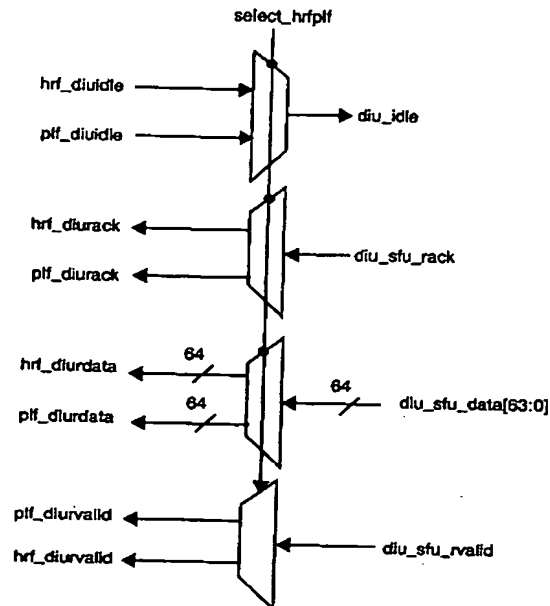 select_hrfplf
hrf_diuidle
plf_diuidle
diu_idle
hrf_diurack
plf_diurack
diu_sfu_rack
64
hrf_diurdata
64
plf_diurdata
64
diu_sfu_data[63:0]
plf_diurvalid
hrf_diurvalid
diu_sfu_rvalid